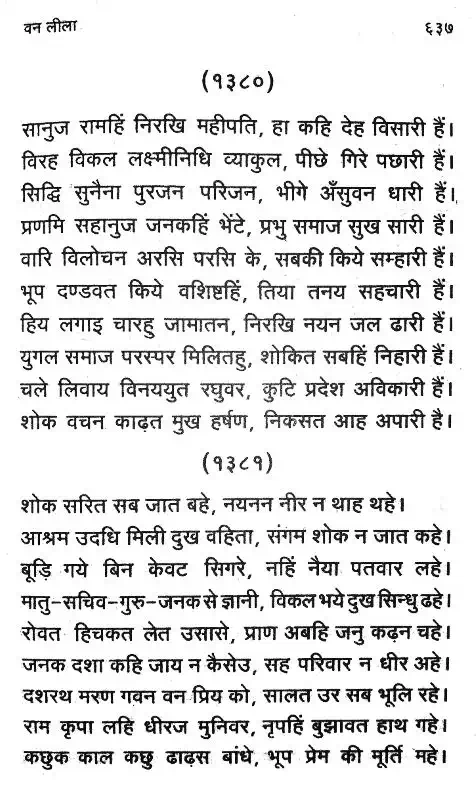 वन लीला ६३७
(१३८०)
सानुज रामहिं निरखि महीपति, हा कहि देह विसारी हैं।
विरह विकल लक्ष्मीनिधि व्याकुल, पीछे गिरे पछारी हैं।
सिद्धि सुनैना पुरजन परिजन, भीगे अँसुवन धारी हैं।
प्रणमि सहानुज जनकहिं भेंटे, प्रभु समाज सुख सारी हैं।
वारि विलोचन अरसि परसि के, सबकी किये सम्हारी हैं।
भूप दण्डवत किये वशिष्टहिं, तिया तनय सहचारी हैं।
हिय लगाइ चारहु जामातन, निरखि नयन जल ढारी हैं।
युगल समाज परस्पर मिलितहु, शोकित सबहिं निहारी हैं।
चले लिवाय विनययुत रघुवर, कुटि प्रदेश अविकारी हैं।
शोक वचन काढ़त मुख हर्षण, निकसत आह अपारी है।
(१३८१)
शोक सरित सब जात बहे, नयनन नीर न थाह थहे।
आश्रम उदधि मिली दुख वहिता, संगम शोक न जात कहे।
बूड़ि गये बिन केवट सिगरे, नहिं नैया पतवार लहे।
मातु-सचिव-गुरु-जनक से ज्ञानी, विकल भये दुख सिन्धु ढहे।
रोवत हिचकत लेत उसासे, प्राण अबहि जनु कढ़न चहे।
जनक दशा कहि जाय न कैसेउ, सह परिवार न धीर अहे।
दशरथ मरण गवन वन प्रिय को, सालत उर सब भूलि रहे।
राम कृपा लहि धीरज मुनिवर, नृपहिं बुझावत हाथ गहे।
कछुक काल कछु ढाढ़स बांधे, भूप प्रेम की मूर्ति महे।